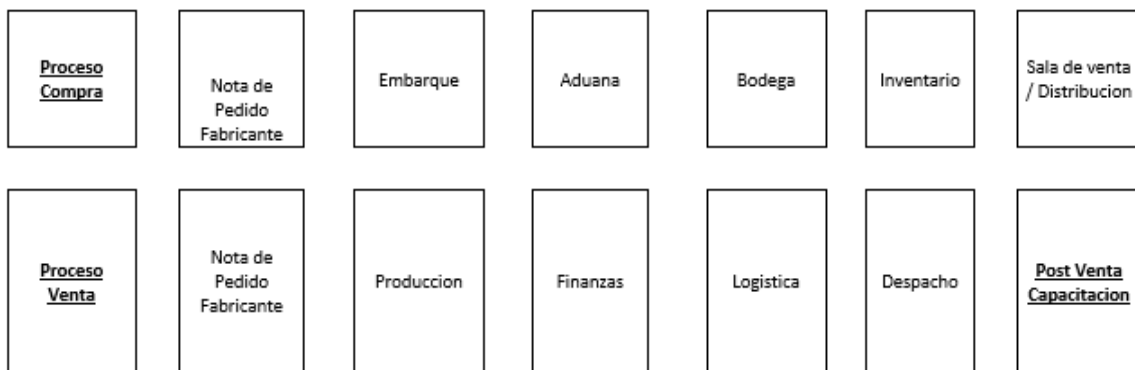 Proceso
Compra
Nota de
Pedido
Fabricante
Embarque
Aduana
Bodega
Inventario
Sala de venta
/ Distribucion
Proceso
Venta
Nota de
Pedido
Fabricante
Produccion
Finanzas
Logistica
Despacho
Post Venta
Capacitacion